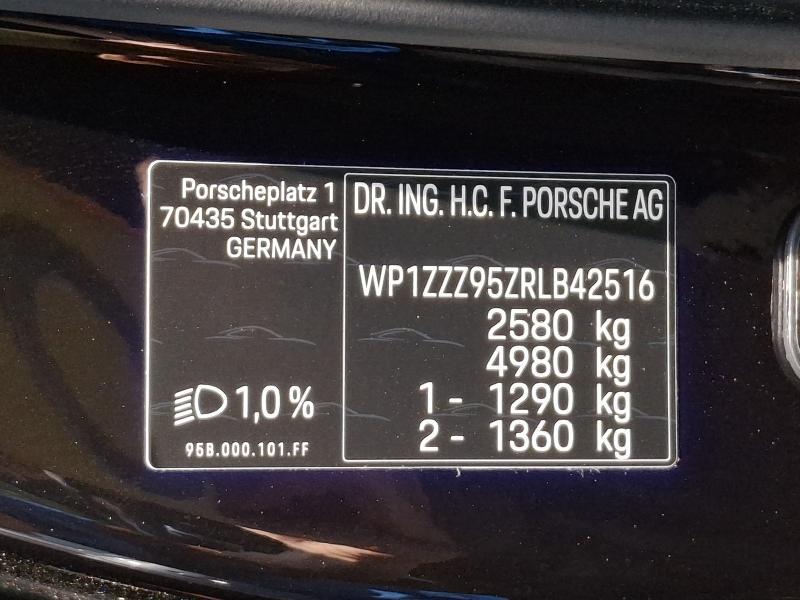 Porscheplatz 1
70435 Stuttgart
GERMANY
1,0 %
95B.000.101.FF
DR. ING. H.C. F. PORSCHE AG
WP1ZZZ95ZRLB42516
2580 kg
4980 kg
1 - 1290 kg
2 - 1360 kg